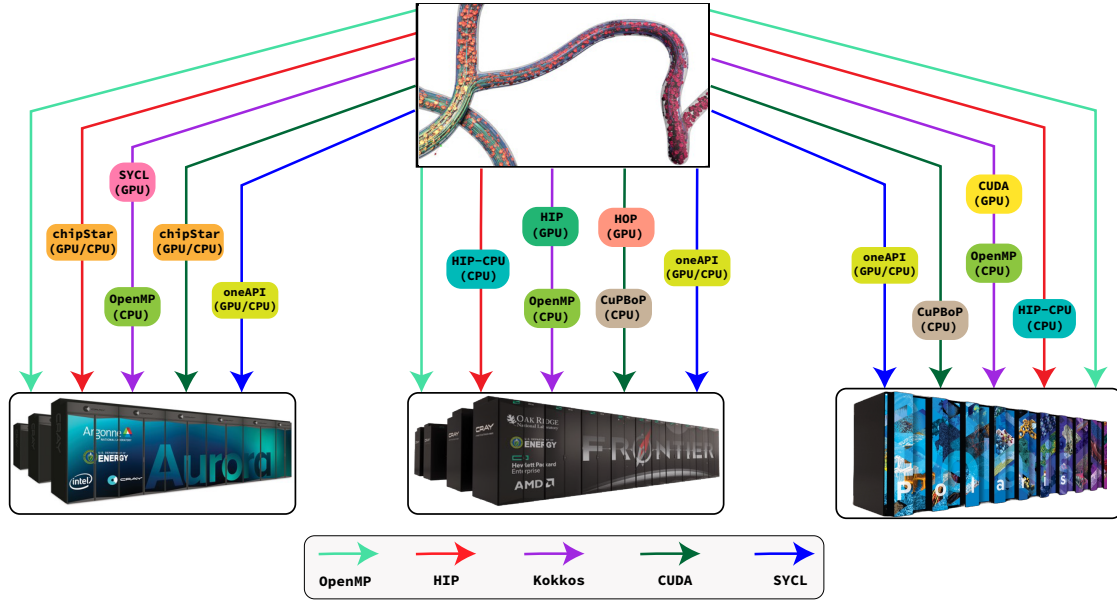 SYCL
(GPU)
chipStar
(GPU/CPU)
chipStar
(GPU/CPU)
OpenMP
(CPU)
oneAPI
(GPU/CPU)
HIP-CPU
(CPU)
HIP
(GPU)
OpenMP
(CPU)
HOP
(GPU)
CuPBoP
(CPU)
oneAPI
(GPU/CPU)
oneAPI
(GPU/CPU)
CuPBoP
(CPU)
CUDA
(GPU)
OpenMP
(CPU)
HIP-CPU
(CPU)
CRAY
Argonne
ENERGY
intel
CRAY
Aurora
CRAY
CRAY
OAK RIDGE
National Laboratory
ENERGY
Hewlett Packard
Enterprise
AMD
FRONTIER
Polaris
OpenMP
HIP
Kokkos
CUDA
SYCL